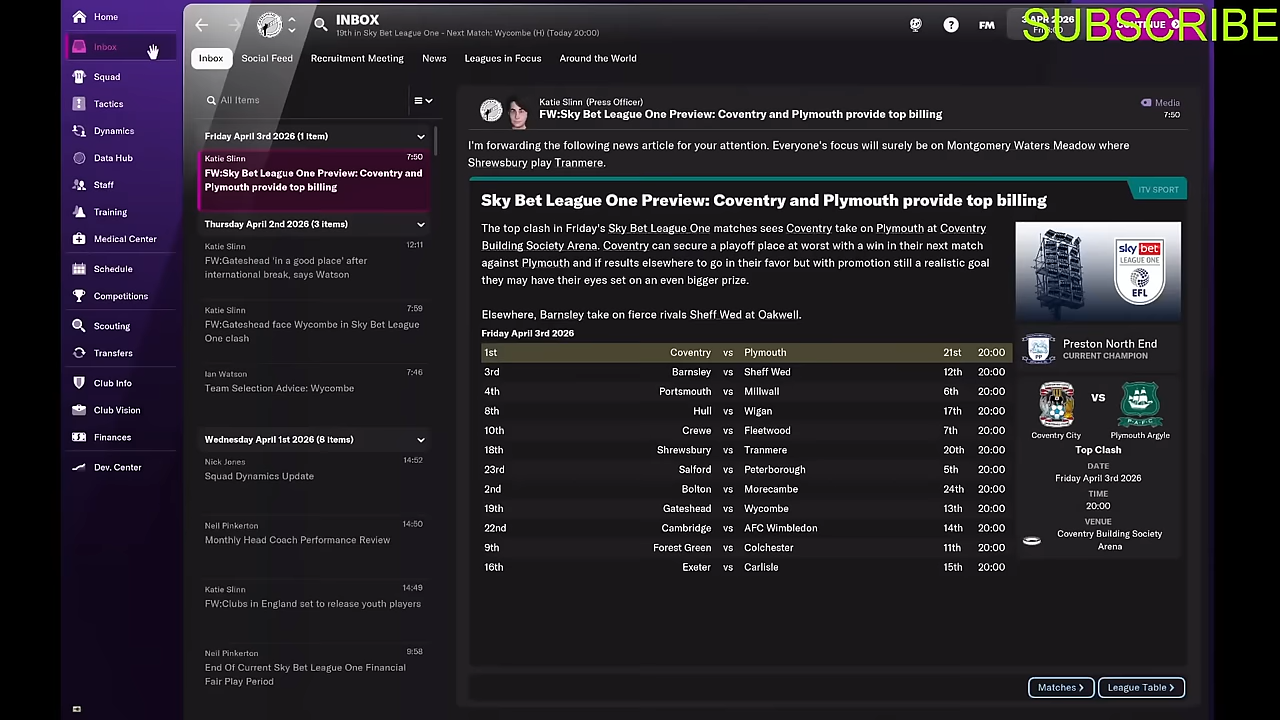 Home
Inbox
Squad
Tactics
Dynamics
Data Hub
Staff
Training
Medical Center
Schedule
Competitions
Scouting
Transfers
Club Info
Club Vision
Finances
Dev. Center
INBOX
19th in Sky Bet League One - Next Match: Wycombe (H) (Today 20:00)
FM
3 APR 2026
CONTINUE
SUBSCRIBE
Inbox Social Feed Recruitment Meeting News Leagues in Focus Around the World
All Items
Friday April 3rd 2026 (1 Item)
Katie Slinn 7:50
FW:Sky Bet League One Preview: Coventry and
Plymouth provide top billing
Thursday April 2nd 2026 (3 items)
Katie Slinn 12:11
FW:Gateshead 'in a good place' after
international break, says Watson
Katie Slinn 7:59
FW:Gateshead face Wycombe in Sky Bet League
One clash
Ian Watson 7:46
Team Selection Advice: Wycombe
Wednesday April 1st 2026 (8 items)
Nick Jones 14:52
Squad Dynamics Update
Neil Pinkerton 14:50
Monthly Head Coach Performance Review
Katie Slinn 14:49
FW:Clubs in England set to release youth players
Neil Pinkerton 9:58
End Of Current Sky Bet League One Financial
Fair Play Period
Katie Slinn (Press Officer)
FW:Sky Bet League One Preview: Coventry and Plymouth provide top billing
Media
7:50
I'm forwarding the following news article for your attention. Everyone's focus will surely be on Montgomery Waters Meadow where
Shrewsbury play Tranmere.
ITV SPORT
Sky Bet League One Preview: Coventry and Plymouth provide top billing
The top clash in Friday's Sky Bet League One matches sees Coventry take on Plymouth at Coventry
Building Society Arena. Coventry can secure a playoff place at worst with a win in their next match
against Plymouth and if results elsewhere to go in their favor but with promotion still a realistic goal
they may have their eyes set on an even bigger prize.
Elsewhere, Barnsley take on fierce rivals Sheff Wed at Oakwell.
Friday April 3rd 2026
1st Coventry vs Plymouth 21st 20:00
3rd Barnsley vs Sheff Wed 12th 20:00
4th Portsmouth vs Millwall 6th 20:00
8th Hull vs Wigan 17th 20:00
10th Crewe vs Fleetwood 7th 20:00
18th Shrewsbury vs Tranmere 20th 20:00
23rd Salford vs Peterborough 5th 20:00
2nd Bolton vs Morecambe 24th 20:00
19th Gateshead vs Wycombe 13th 20:00
22nd Cambridge vs AFC Wimbledon 14th 20:00
9th Forest Green vs Colchester 11th 20:00
16th Exeter vs Carlisle 15th 20:00
sky bet
LEAGUE ONE
EFL
Preston North End
CURRENT CHAMPION
VS
Coventry City Plymouth Argyle
Top Clash
DATE
Friday April 3rd 2026
TIME
20:00
VENUE
Coventry Building Society
Arena
Matches
League Table